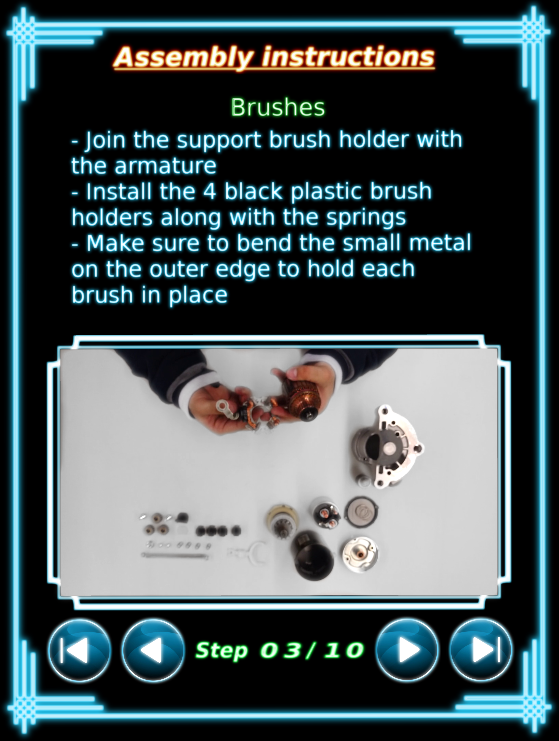 Assembly instructions
Brushes
- Join the support brush holder with
the armature
- Install the 4 black plastic brush
holders along with the springs
- Make sure to bend the small metal
on the outer edge to hold each
brush in place
Step 03/10